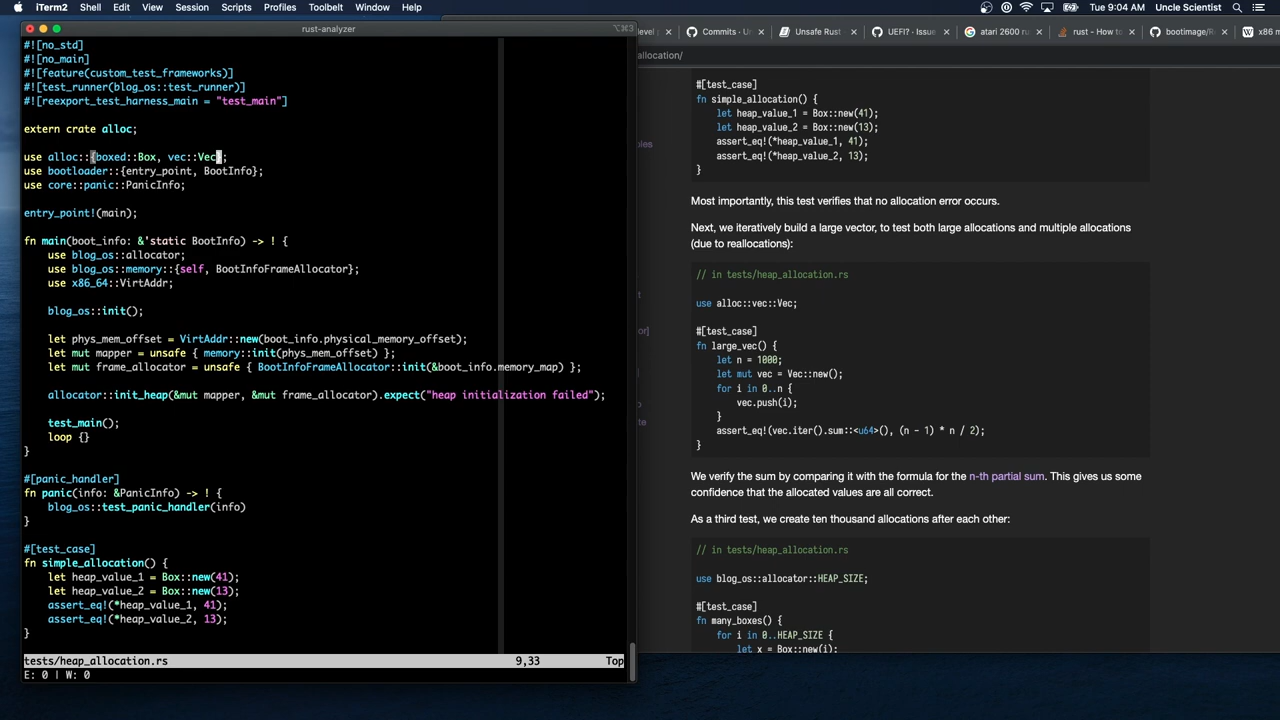 iTerm2 Shell Edit View Session Scripts Profiles Toolbelt Window Help
Tue 9:04 AM Uncle Scientist
rust-analyzer
⌥⌘3
Commits · Un
Unsafe Rust
UEFI? · Issue
atari 2600 ru
rust - How to
bootimage/R
x86 m
allocation/
#![no_std]
#![no_main]
#![feature(custom_test_frameworks)]
#![test_runner(blog_os::test_runner)]
#![reexport_test_harness_main = "test_main"]
extern crate alloc;
use alloc::{boxed::Box, vec::Vec};
use bootloader::{entry_point, BootInfo};
use core::panic::PanicInfo;
entry_point!(main);
fn main(boot_info: &'static BootInfo) -> ! {
use blog_os::allocator;
use blog_os::memory::{self, BootInfoFrameAllocator};
use x86_64::VirtAddr;
blog_os::init();
let phys_mem_offset = VirtAddr::new(boot_info.physical_memory_offset);
let mut mapper = unsafe { memory::init(phys_mem_offset) };
let mut frame_allocator = unsafe { BootInfoFrameAllocator::init(&boot_info.memory_map) };
allocator::init_heap(&mut mapper, &mut frame_allocator).expect("heap initialization failed");
test_main();
loop {}
}
#[panic_handler]
fn panic(info: &PanicInfo) -> ! {
blog_os::test_panic_handler(info)
}
#[test_case]
fn simple_allocation() {
let heap_value_1 = Box::new(41);
let heap_value_2 = Box::new(13);
assert_eq!(*heap_value_1, 41);
assert_eq!(*heap_value_2, 13);
}
tests/heap_allocation.rs 9,33 Top
E: 0 | W: 0
#[test_case]
fn simple_allocation() {
let heap_value_1 = Box::new(41);
let heap_value_2 = Box::new(13);
assert_eq!(*heap_value_1, 41);
assert_eq!(*heap_value_2, 13);
}
Most importantly, this test verifies that no allocation error occurs.
Next, we iteratively build a large vector, to test both large allocations and multiple allocations
(due to reallocations):
// in tests/heap_allocation.rs
use alloc::vec::Vec;
#[test_case]
fn large_vec() {
let n = 1000;
let mut vec = Vec::new();
for i in 0..n {
vec.push(i);
}
assert_eq!(vec.iter().sum::<u64>(), (n - 1) * n / 2);
}
We verify the sum by comparing it with the formula for the n-th partial sum. This gives us some
confidence that the allocated values are all correct.
As a third test, we create ten thousand allocations after each other:
// in tests/heap_allocation.rs
use blog_os::allocator::HEAP_SIZE;
#[test_case]
fn many_boxes() {
for i in 0..HEAP_SIZE {
let x = Box::new(i);